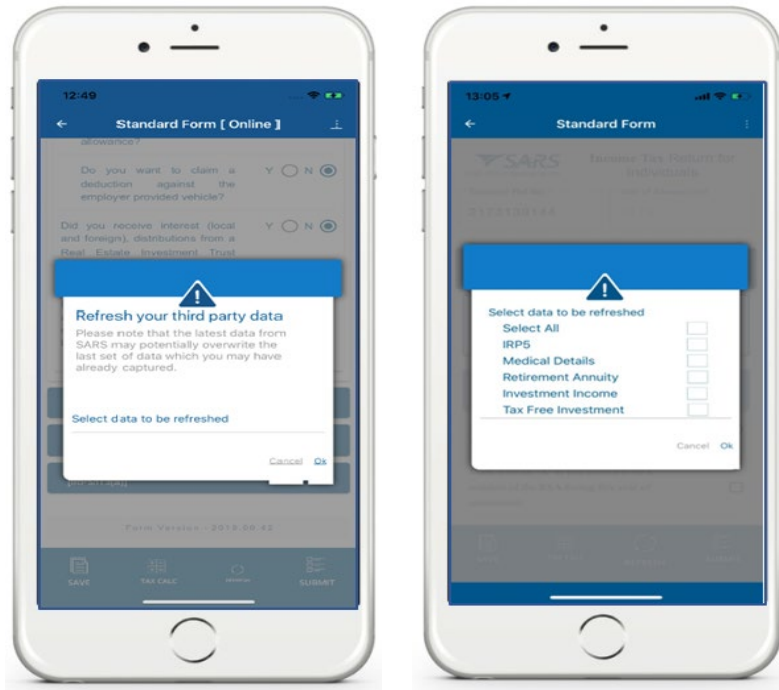 12:49
Standard Form [ Online ]
allowance?
Do you want to claim a
deduction against the
employer provided vehicle?
Y N
Did you receive interest (local
and foreign), distributions from a
Real Estate Investment Trust
Y N
Refresh your third party data
Please note that the latest data from
SARS may potentially overwrite the
last set of data which you may have
already captured.
Select data to be refreshed
Cancel Ok
SAVE TAX CALC SUBMIT
13:05
Standard Form
SARS
Income Tax Return for
Individuals
Select data to be refreshed
Select All
IRP5
Medical Details
Retirement Annuity
Investment Income
Tax Free Investment
Cancel Ok